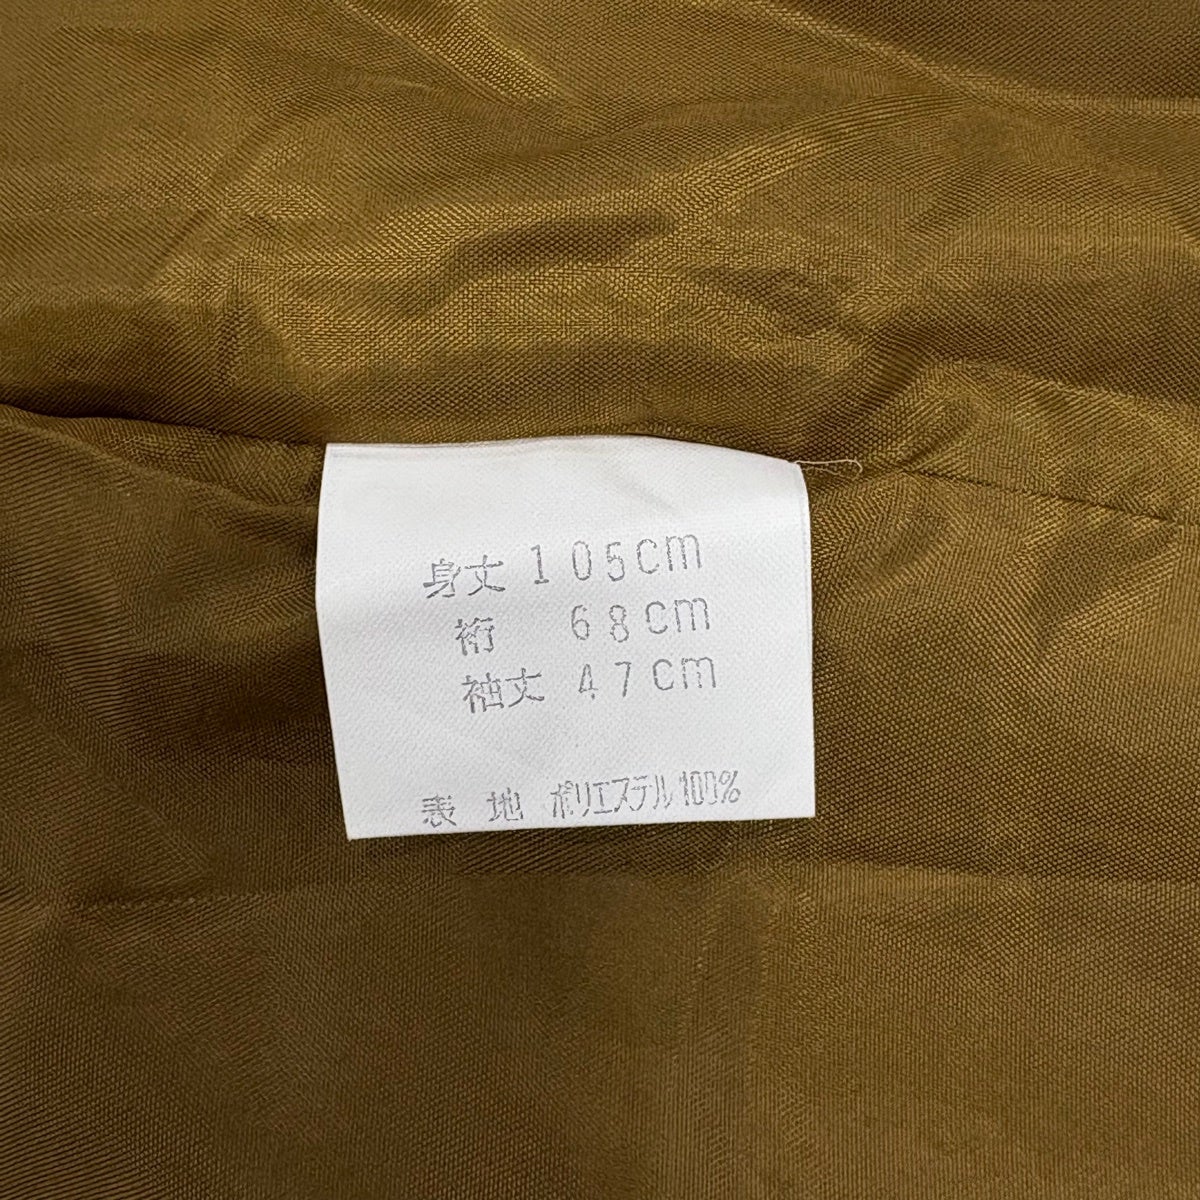 身丈 105cm
裄 68cm
袖丈 47cm
表 地 ポリエステル100%